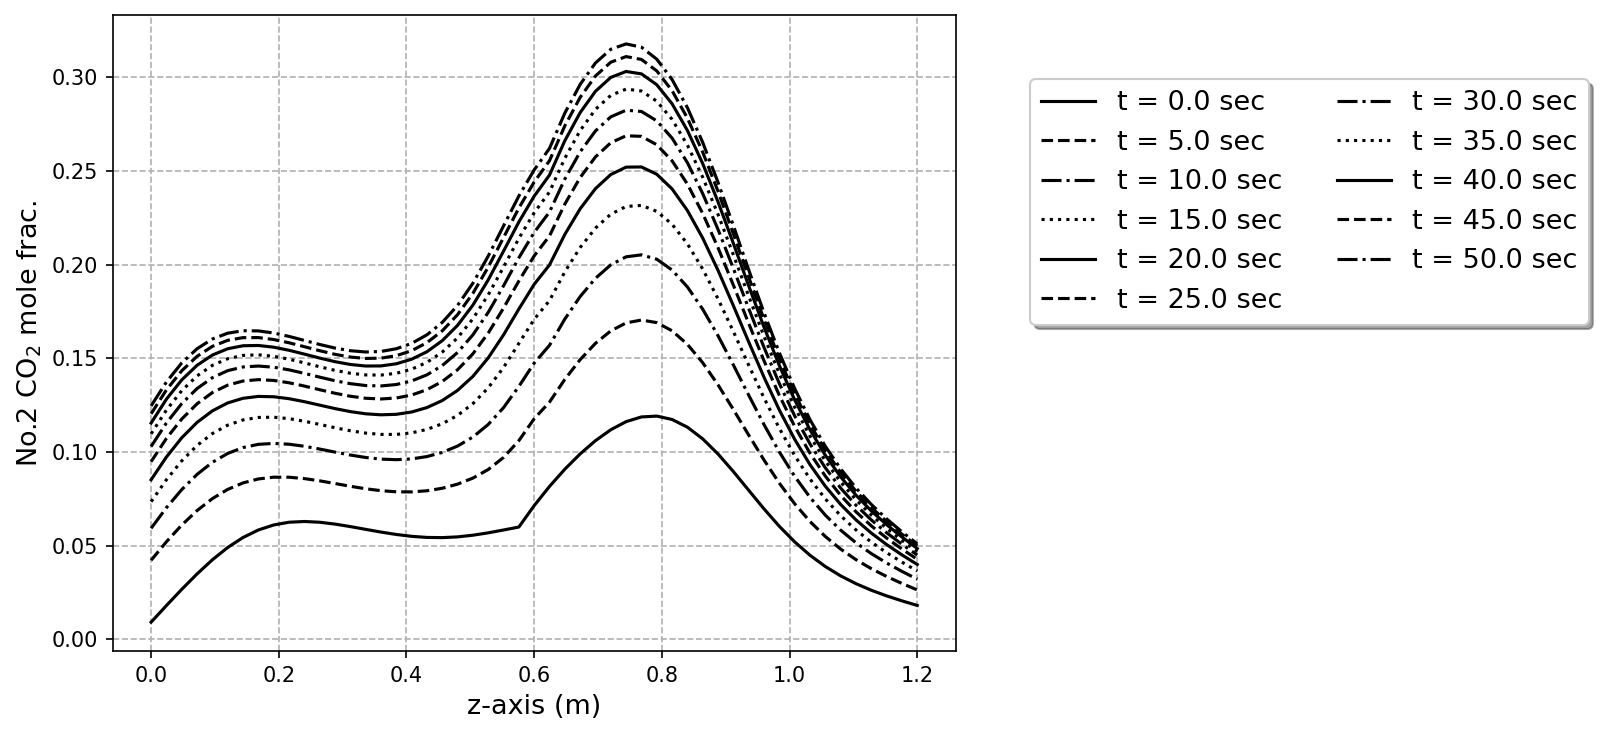 No.2 CO₂ mole frac.
0.30
0.25
0.20
0.15
0.10
0.05
0.00
0.0 0.2 0.4 0.6 0.8 1.0 1.2
z-axis (m)
t = 0.0 sec
t = 5.0 sec
t = 10.0 sec
t = 15.0 sec
t = 20.0 sec
t = 25.0 sec
t = 30.0 sec
t = 35.0 sec
t = 40.0 sec
t = 45.0 sec
t = 50.0 sec